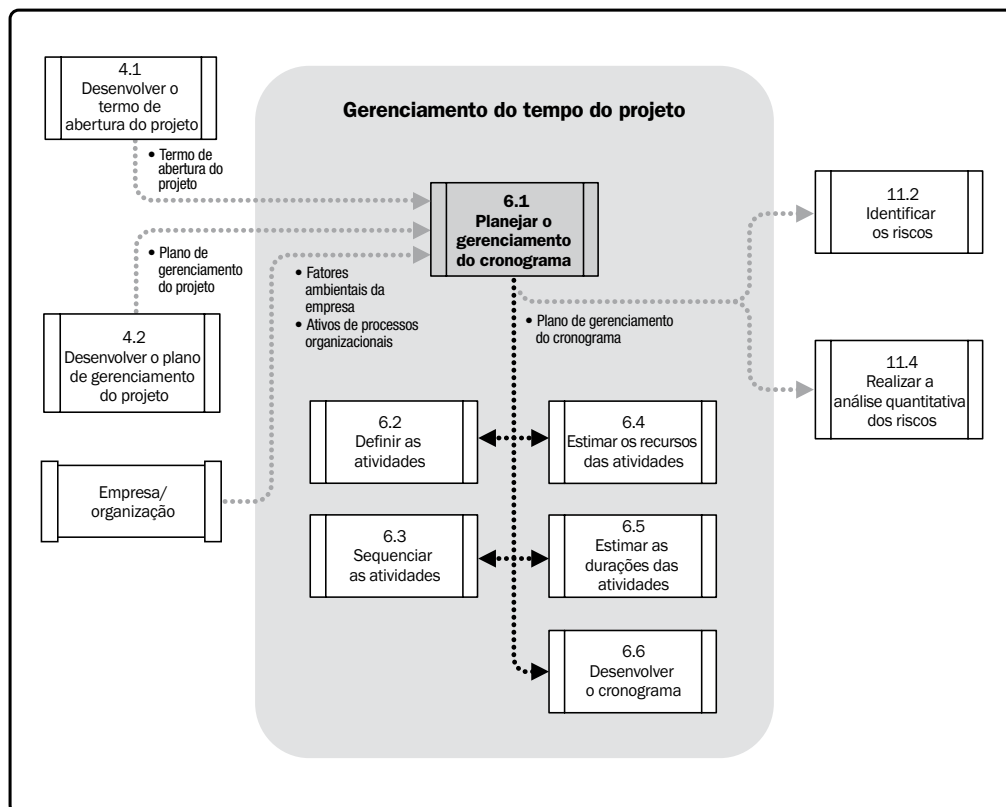 4.1
Desenvolver o
termo de
abertura do projeto
• Termo de
abertura do
projeto
Gerenciamento do tempo do projeto
6.1
Planejar o
gerenciamento
do cronograma
11.2
Identificar
os riscos
• Plano de
gerenciamento
do projeto
• Fatores
ambientais da
empresa
• Ativos de processos
organizacionais
• Plano de gerenciamento
do cronograma
4.2
Desenvolver o plano
de gerenciamento
do projeto
11.4
Realizar a
análise quantitativa
dos riscos
6.2
Definir as
atividades
6.4
Estimar os recursos
das atividades
Empresa/
organização
6.3
Sequenciar
as atividades
6.5
Estimar as
durações das
atividades
6.6
Desenvolver
o cronograma